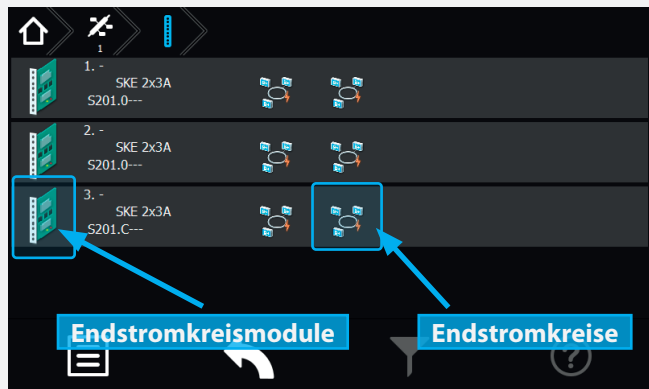 1
1. -
SKE 2x3A
S201.0---
2. -
SKE 2x3A
S201.0---
3. -
SKE 2x3A
S201.C---
Endstromkreismodule
Endstromkreise
?